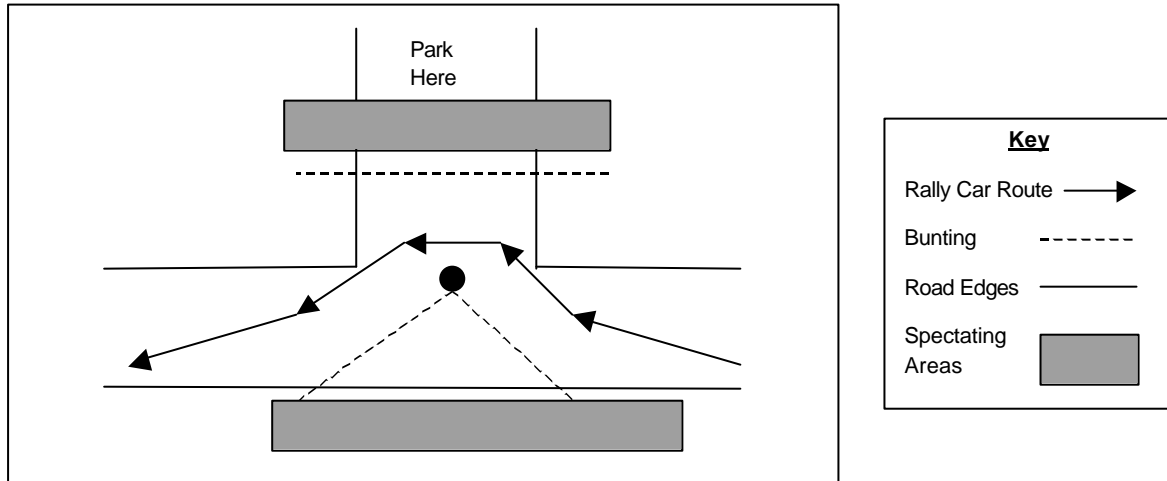 Park
Here
Key
Rally Car Route
Bunting
Road Edges
Spectating
Areas